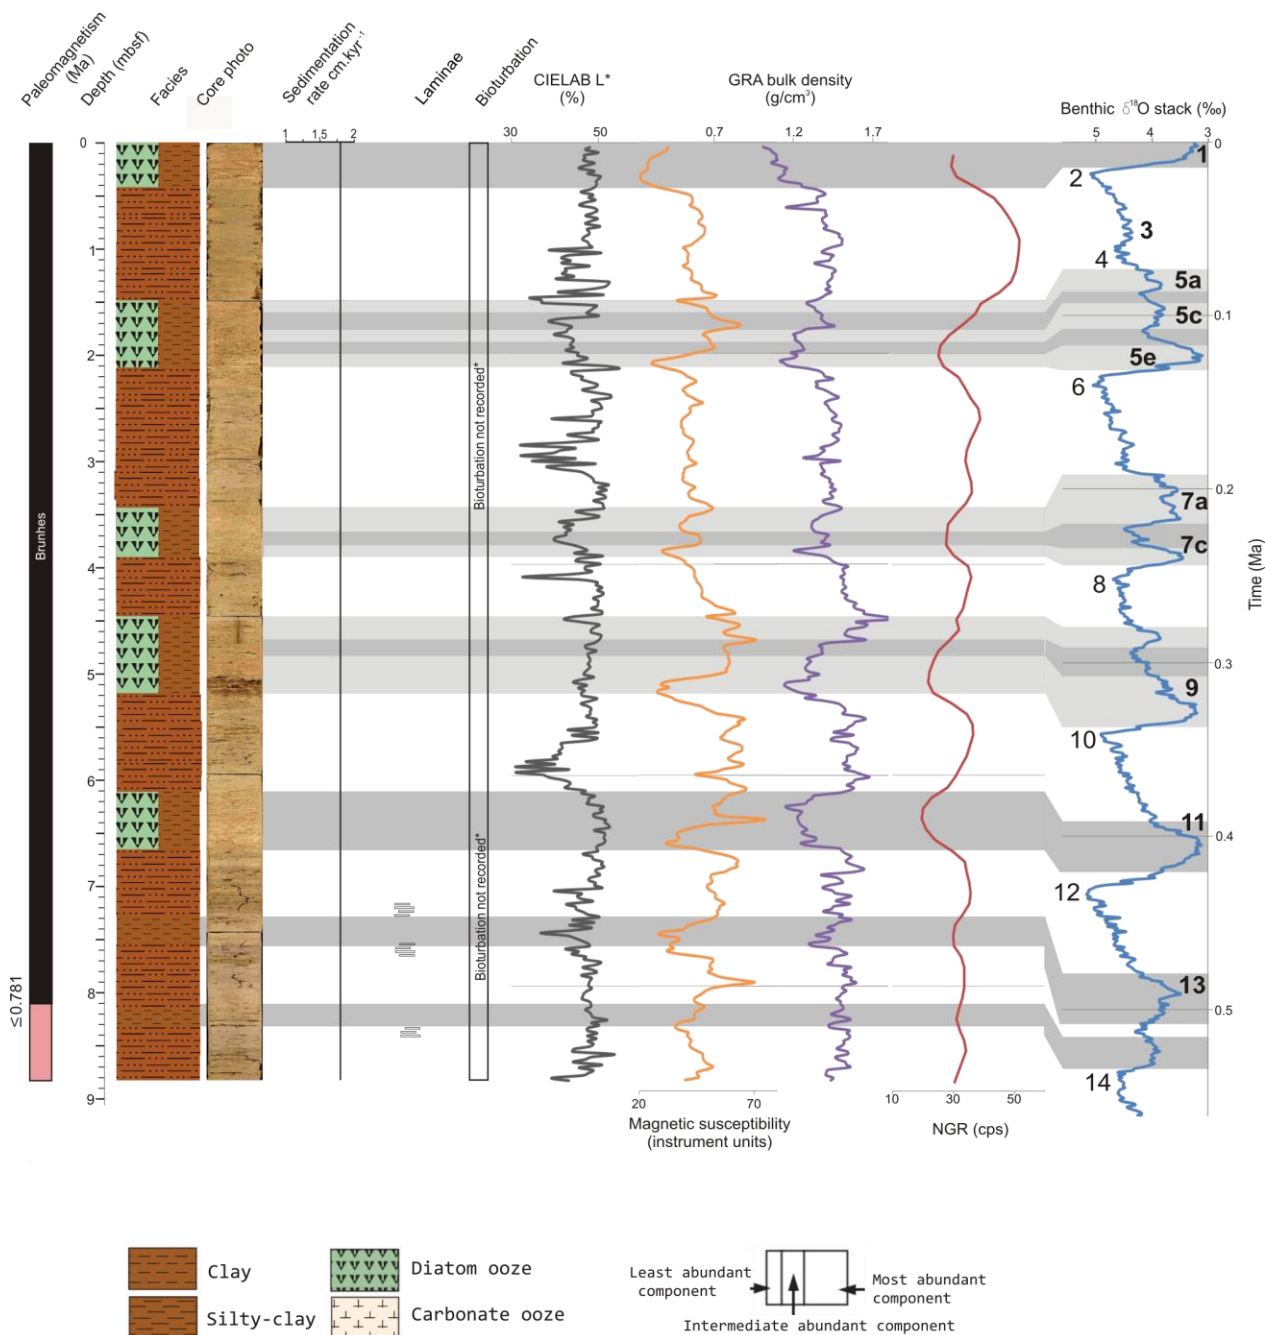 Paleomagnetism
(Ma)
Depth (mbsf)
Facies
Core photo
Sedimentation
rate cm.kyr⁻¹
Laminae
Bioturbation
CIELAB L*
(%)
GRA bulk density
(g/cm³)
Benthic δ¹⁸O stack (‰)
1 1,5 2
30 50
0.7 1.2 1.7
5 4 3
0
1
2
3
4
5
6
7
8
9
Brunhes
≤0.781
Bioturbation not recorded*
Bioturbation not recorded*
1
2
3
4
5a
5c
5e
6
7a
7c
8
9
10
11
12
13
14
0
0.1
0.2
0.3
0.4
0.5
Time (Ma)
20 70
Magnetic susceptibility
(instrument units)
10 30 50
NGR (cps)
Clay
Silty-clay
Diatom ooze
Carbonate ooze
Least abundant
component
Most abundant
component
Intermediate abundant component